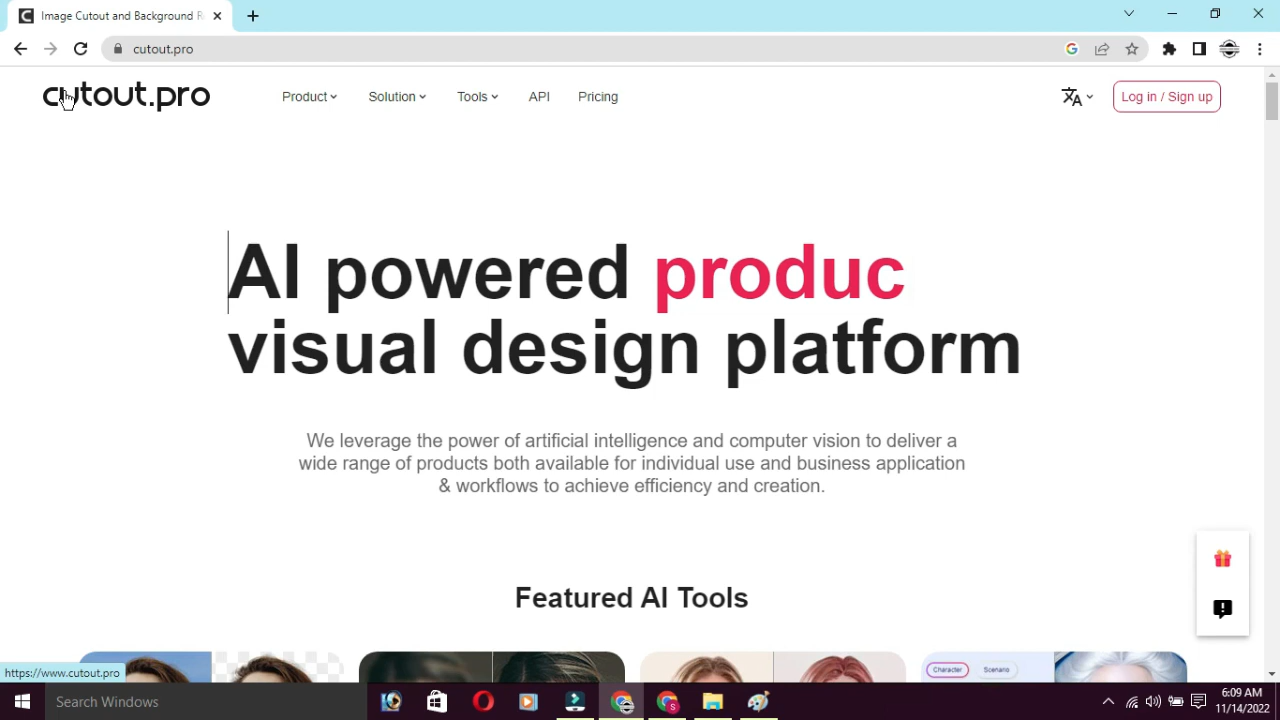 Image Cutout and Background R
cutout.pro
cutout.pro
Product
Solution
Tools
API
Pricing
Log in / Sign up
AI powered produc
visual design platform
We leverage the power of artificial intelligence and computer vision to deliver a
wide range of products both available for individual use and business application
& workflows to achieve efficiency and creation.
Featured AI Tools
Character
Scenario
https://www.cutout.pro
Search Windows
6:09 AM
11/14/2022